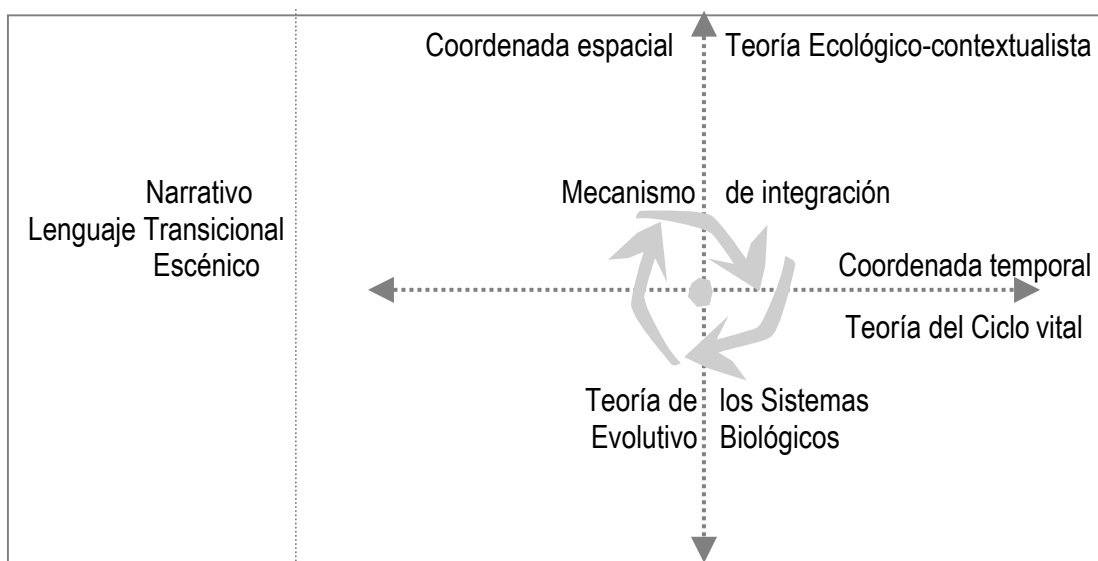 Coordenada espacial Teoría Ecológico-contextualista
Narrativo
Lenguaje Transicional
Escénico
Mecanismo de integración
Coordenada temporal
Teoría del Ciclo vital
Teoría de los Sistemas
Evolutivo Biológicos